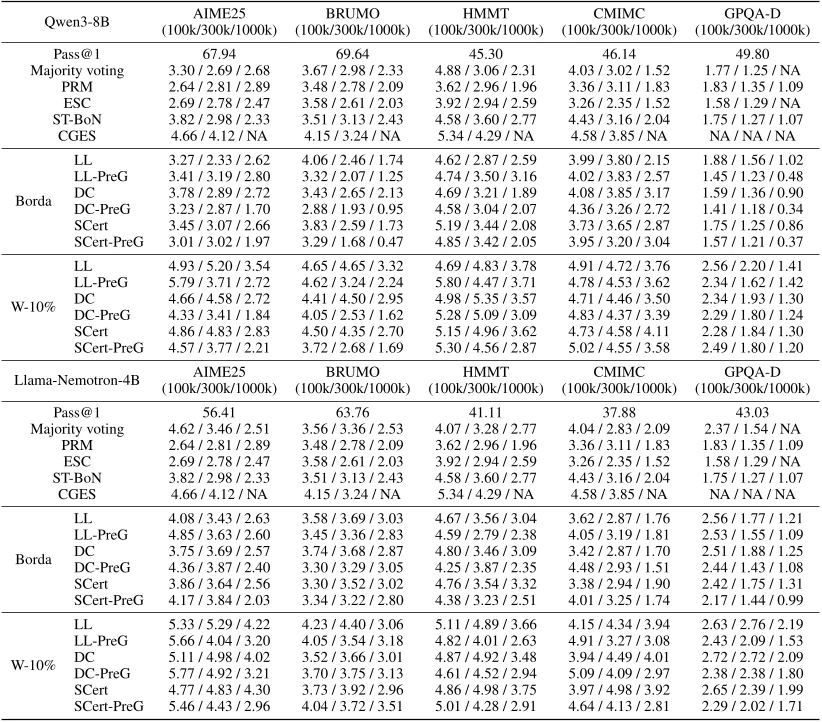 Qwen3-8B AIME25 BRUMO HMMT CMIMC GPQA-D
(100k/300k/1000k) (100k/300k/1000k) (100k/300k/1000k) (100k/300k/1000k) (100k/300k/1000k)
Pass@1 67.94 69.64 45.30 46.14 49.80
Majority voting 3.30 / 2.69 / 2.68 3.67 / 2.98 / 2.33 4.88 / 3.06 / 2.31 4.03 / 3.02 / 1.52 1.77 / 1.25 / NA
PRM 2.64 / 2.81 / 2.89 3.48 / 2.78 / 2.09 3.62 / 2.96 / 1.96 3.36 / 3.11 / 1.83 1.83 / 1.35 / 1.09
ESC 2.69 / 2.78 / 2.47 3.58 / 2.61 / 2.03 3.92 / 2.94 / 2.59 3.26 / 2.35 / 1.52 1.58 / 1.29 / NA
ST-BoN 3.82 / 2.98 / 2.33 3.51 / 3.13 / 2.43 4.58 / 3.60 / 2.77 4.43 / 3.16 / 2.04 1.75 / 1.27 / 1.07
CGES 4.66 / 4.12 / NA 4.15 / 3.24 / NA 5.34 / 4.29 / NA 4.58 / 3.85 / NA NA / NA / NA
Borda LL 3.27 / 2.33 / 2.62 4.06 / 2.46 / 1.74 4.62 / 2.87 / 2.59 3.99 / 3.80 / 2.15 1.88 / 1.56 / 1.02
LL-PreG 3.41 / 3.19 / 2.80 3.32 / 2.07 / 1.25 4.74 / 3.50 / 3.16 4.02 / 3.83 / 2.57 1.45 / 1.23 / 0.48
DC 3.78 / 2.89 / 2.72 3.43 / 2.65 / 2.13 4.69 / 3.21 / 1.89 4.08 / 3.85 / 3.17 1.59 / 1.36 / 0.90
DC-PreG 3.23 / 2.87 / 1.70 2.88 / 1.93 / 0.95 4.58 / 3.04 / 2.07 4.36 / 3.26 / 2.72 1.41 / 1.18 / 0.34
SCert 3.45 / 3.07 / 2.66 3.83 / 2.59 / 1.73 5.19 / 3.44 / 2.08 3.73 / 3.65 / 2.87 1.75 / 1.25 / 0.86
SCert-PreG 3.01 / 3.02 / 1.97 3.29 / 1.68 / 0.47 4.85 / 3.42 / 2.05 3.95 / 3.20 / 3.04 1.57 / 1.21 / 0.37
W-10% LL 4.93 / 5.20 / 3.54 4.65 / 4.65 / 3.32 4.69 / 4.83 / 3.78 4.91 / 4.72 / 3.76 2.56 / 2.20 / 1.41
LL-PreG 5.79 / 3.71 / 2.72 4.62 / 3.24 / 2.24 5.80 / 4.47 / 3.71 4.78 / 4.53 / 3.62 2.34 / 1.62 / 1.42
DC 4.66 / 4.58 / 2.72 4.41 / 4.50 / 2.95 4.98 / 5.35 / 3.57 4.71 / 4.46 / 3.50 2.34 / 1.93 / 1.30
DC-PreG 4.33 / 3.41 / 1.84 4.05 / 2.53 / 1.62 5.28 / 5.09 / 3.09 4.83 / 4.37 / 3.39 2.29 / 1.80 / 1.24
SCert 4.86 / 4.83 / 2.83 4.50 / 4.35 / 2.70 5.15 / 4.96 / 3.62 4.73 / 4.58 / 4.11 2.28 / 1.84 / 1.30
SCert-PreG 4.57 / 3.77 / 2.21 3.72 / 2.68 / 1.69 5.30 / 4.56 / 2.87 5.02 / 4.55 / 3.58 2.49 / 1.80 / 1.20
Llama-Nemotron-4B AIME25 BRUMO HMMT CMIMC GPQA-D
(100k/300k/1000k) (100k/300k/1000k) (100k/300k/1000k) (100k/300k/1000k) (100k/300k/1000k)
Pass@1 56.41 63.76 41.11 37.88 43.03
Majority voting 4.62 / 3.46 / 2.51 3.56 / 3.36 / 2.53 4.07 / 3.28 / 2.77 4.04 / 2.83 / 2.09 2.37 / 1.54 / NA
PRM 2.64 / 2.81 / 2.89 3.48 / 2.78 / 2.09 3.62 / 2.96 / 1.96 3.36 / 3.11 / 1.83 1.83 / 1.35 / 1.09
ESC 2.69 / 2.78 / 2.47 3.58 / 2.61 / 2.03 3.92 / 2.94 / 2.59 3.26 / 2.35 / 1.52 1.58 / 1.29 / NA
ST-BoN 3.82 / 2.98 / 2.33 3.51 / 3.13 / 2.43 4.58 / 3.60 / 2.77 4.43 / 3.16 / 2.04 1.75 / 1.27 / 1.07
CGES 4.66 / 4.12 / NA 4.15 / 3.24 / NA 5.34 / 4.29 / NA 4.58 / 3.85 / NA NA / NA / NA
Borda LL 4.08 / 3.43 / 2.63 3.58 / 3.69 / 3.03 4.67 / 3.56 / 3.04 3.62 / 2.87 / 1.76 2.56 / 1.77 / 1.21
LL-PreG 4.85 / 3.63 / 2.60 3.45 / 3.36 / 2.83 4.59 / 2.79 / 2.38 4.05 / 3.19 / 1.81 2.53 / 1.55 / 1.09
DC 3.75 / 3.69 / 2.57 3.74 / 3.68 / 2.87 4.80 / 3.46 / 3.09 3.42 / 2.87 / 1.70 2.51 / 1.88 / 1.25
DC-PreG 4.36 / 3.87 / 2.40 3.30 / 3.29 / 3.05 4.25 / 3.87 / 2.35 4.48 / 2.93 / 1.51 2.44 / 1.43 / 1.08
SCert 3.86 / 3.64 / 2.56 3.30 / 3.52 / 3.02 4.76 / 3.54 / 3.32 3.38 / 2.94 / 1.90 2.42 / 1.75 / 1.31
SCert-PreG 4.17 / 3.84 / 2.03 3.34 / 3.22 / 2.80 4.38 / 3.23 / 2.51 4.01 / 3.25 / 1.74 2.17 / 1.44 / 0.99
W-10% LL 5.33 / 5.29 / 4.22 4.23 / 4.40 / 3.06 5.11 / 4.89 / 3.66 4.15 / 4.34 / 3.94 2.63 / 2.76 / 2.19
LL-PreG 5.66 / 4.04 / 3.20 4.05 / 3.54 / 3.18 4.82 / 4.01 / 2.63 4.91 / 3.27 / 3.08 2.43 / 2.09 / 1.53
DC 5.11 / 4.98 / 4.02 3.52 / 3.66 / 3.01 4.87 / 4.92 / 3.48 3.94 / 4.49 / 4.01 2.72 / 2.72 / 2.09
DC-PreG 5.77 / 4.92 / 3.21 3.70 / 3.75 / 3.13 4.61 / 4.52 / 2.94 5.09 / 4.09 / 2.97 2.38 / 2.38 / 1.80
SCert 4.77 / 4.83 / 4.30 3.73 / 3.92 / 2.96 4.86 / 4.98 / 3.75 3.97 / 4.98 / 3.92 2.65 / 2.39 / 1.99
SCert-PreG 5.46 / 4.43 / 2.96 4.04 / 3.72 / 3.51 5.01 / 4.28 / 2.91 4.64 / 4.13 / 2.81 2.29 / 2.02 / 1.71